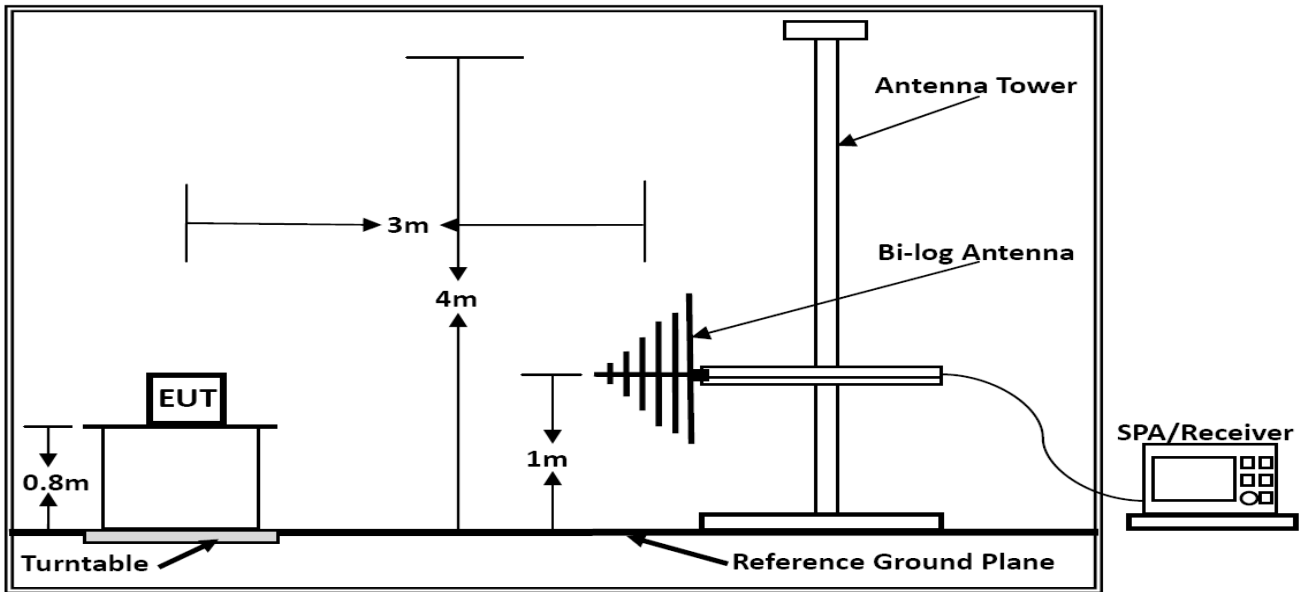 Antenna Tower
3m
Bi-log Antenna
4m
EUT
SPA/Receiver
1m
0.8m
Turntable
Reference Ground Plane